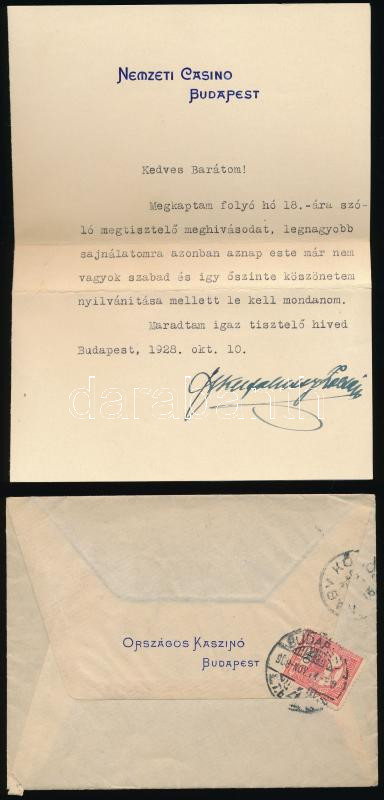 NEMZETI CASINO
BUDAPEST
Kedves Barátom!
Megkaptam folyó hó 18.-ára szó-
ló megtisztelő meghivásodat, legnagyobb
sajnálatomra azonban aznap este már nem
vagyok szabad és igy őszinte köszönetem
nyilvánitása mellett le kell mondanom.
Maradtam igaz tisztelő hived
Budapest, 1928. okt. 10.
darabanth
ORSZÁGOS KASZINÓ
BUDAPEST
BUDAP